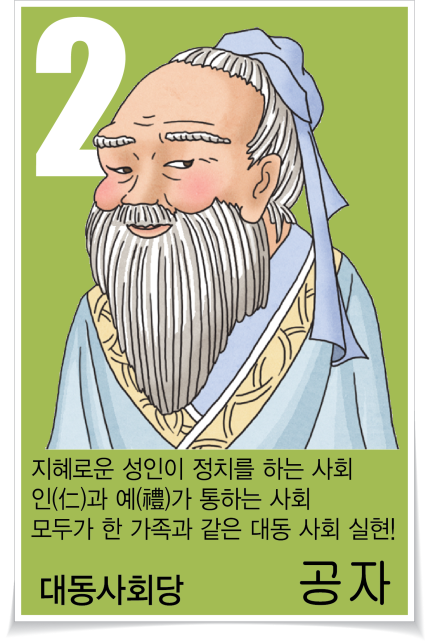 2
지혜로운 성인이 정치를 하는 사회
인(仁)과 예(禮)가 통하는 사회
모두가 한 가족과 같은 대동 사회 실현!
대동사회당 공자